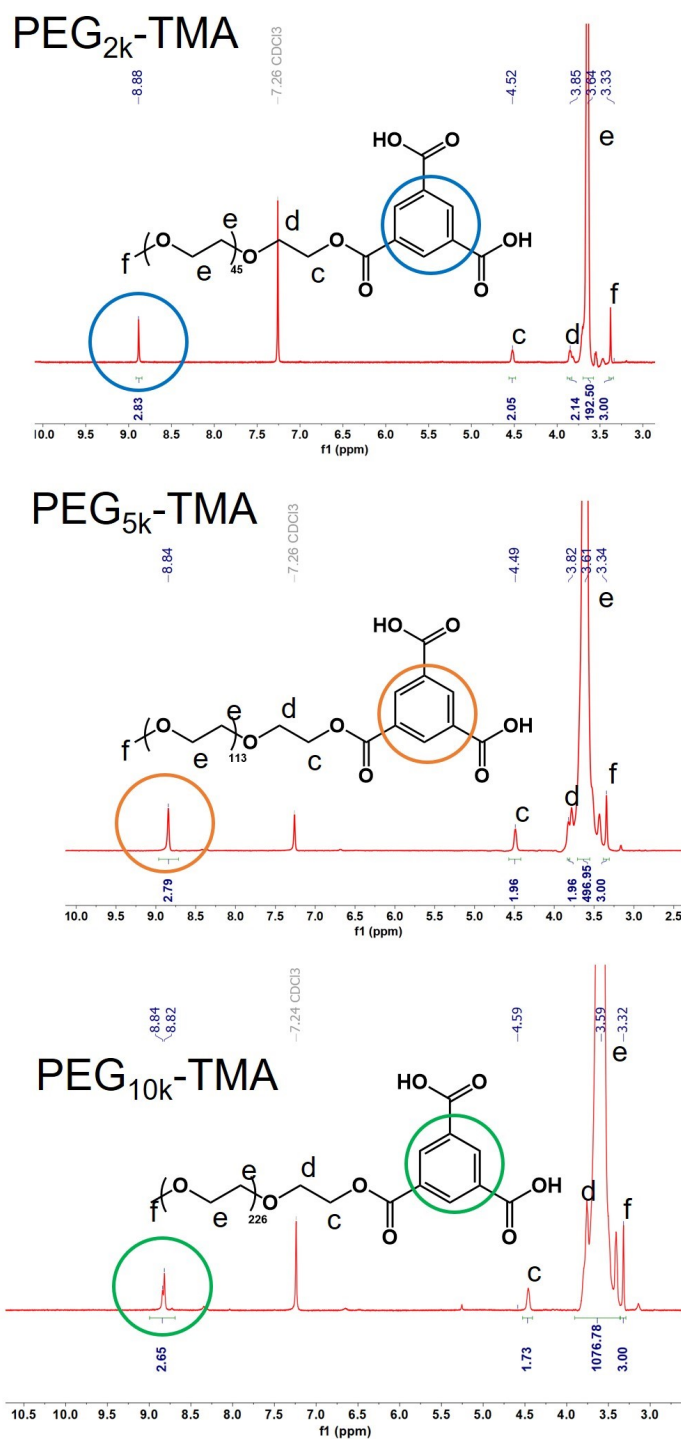 PEG2k-TMA
8.88
7.26 CDCl3
4.52
3.85
3.64
3.33
e
HO
O
O
e
d
O
O
OH
f
e
45
c
O
O
c
d
f
2.83
2.05
2.14
192.50
3.00
10.0 9.5 9.0 8.5 8.0 7.5 7.0 6.5 6.0 5.5 5.0 4.5 4.0 3.5 3.0
f1 (ppm)
PEG5k-TMA
8.84
7.26 CDCl3
4.49
3.82
3.61
3.34
e
HO
O
O
e
d
O
O
OH
f
e
113
c
O
O
c
d
f
2.79
1.96
1.96
496.95
3.00
10.0 9.5 9.0 8.5 8.0 7.5 7.0 6.5 6.0 5.5 5.0 4.5 4.0 3.5 3.0 2.5
f1 (ppm)
PEG10k-TMA
8.84
8.82
7.24 CDCl3
4.59
3.59
3.32
e
HO
O
O
e
d
O
O
OH
f
e
226
c
O
O
c
d
f
2.65
1.73
1076.78
3.00
10.5 10.0 9.5 9.0 8.5 8.0 7.5 7.0 6.5 6.0 5.5 5.0 4.5 4.0 3.5 3.0
f1 (ppm)